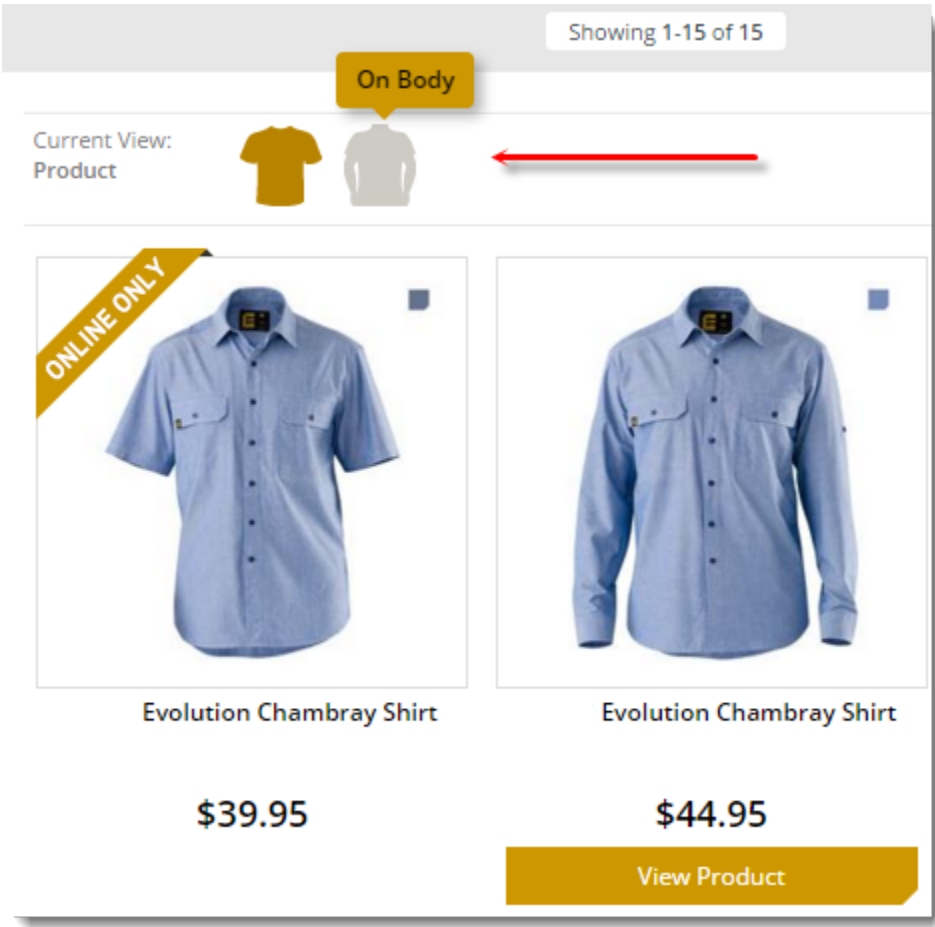 Showing 1-15 of 15
On Body
Current View:
Product
ONLINE ONLY
Evolution Chambray Shirt
Evolution Chambray Shirt
$39.95
$44.95
View Product